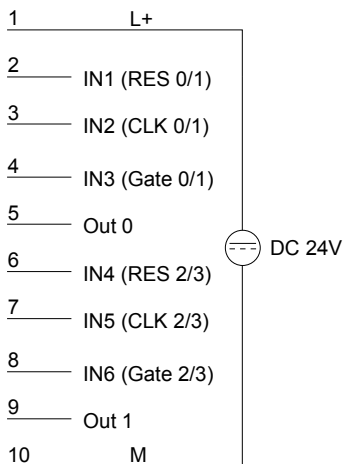 1 L+
2 IN1 (RES 0/1)
3 IN2 (CLK 0/1)
4 IN3 (Gate 0/1)
5 Out 0
DC 24V
6 IN4 (RES 2/3)
7 IN5 (CLK 2/3)
8 IN6 (Gate 2/3)
9 Out 1
10 M